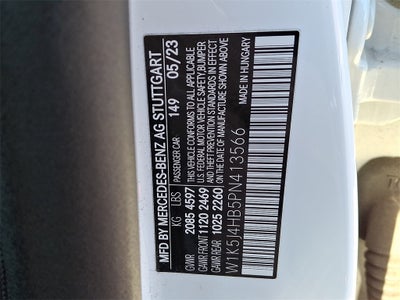 MFD BY MERCEDES-BENZ AG STUTTGART
PASSENGER CAR 149 05/23
KG LBS
GVWR 2085 4597
GAWR FRONT 1120 2469
GAWR REAR 1025 2260
THIS VEHICLE CONFORMS TO ALL APPLICABLE
U.S. FEDERAL MOTOR VEHICLE SAFETY, BUMPER
AND THEFT PREVENTION STANDARDS IN EFFECT
ON THE DATE OF MANUFACTURE SHOWN ABOVE
W1K5J4HB5PN413566
MADE IN HUNGARY